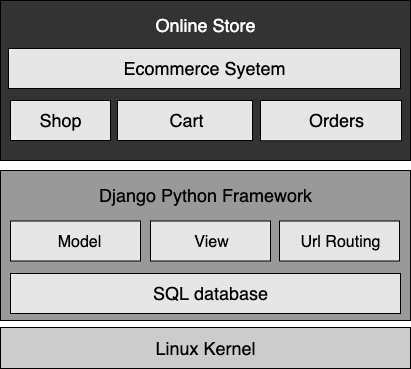 Online Store
Ecommerce Syetem
Shop Cart Orders
Django Python Framework
Model View Url Routing
SQL database
Linux Kernel